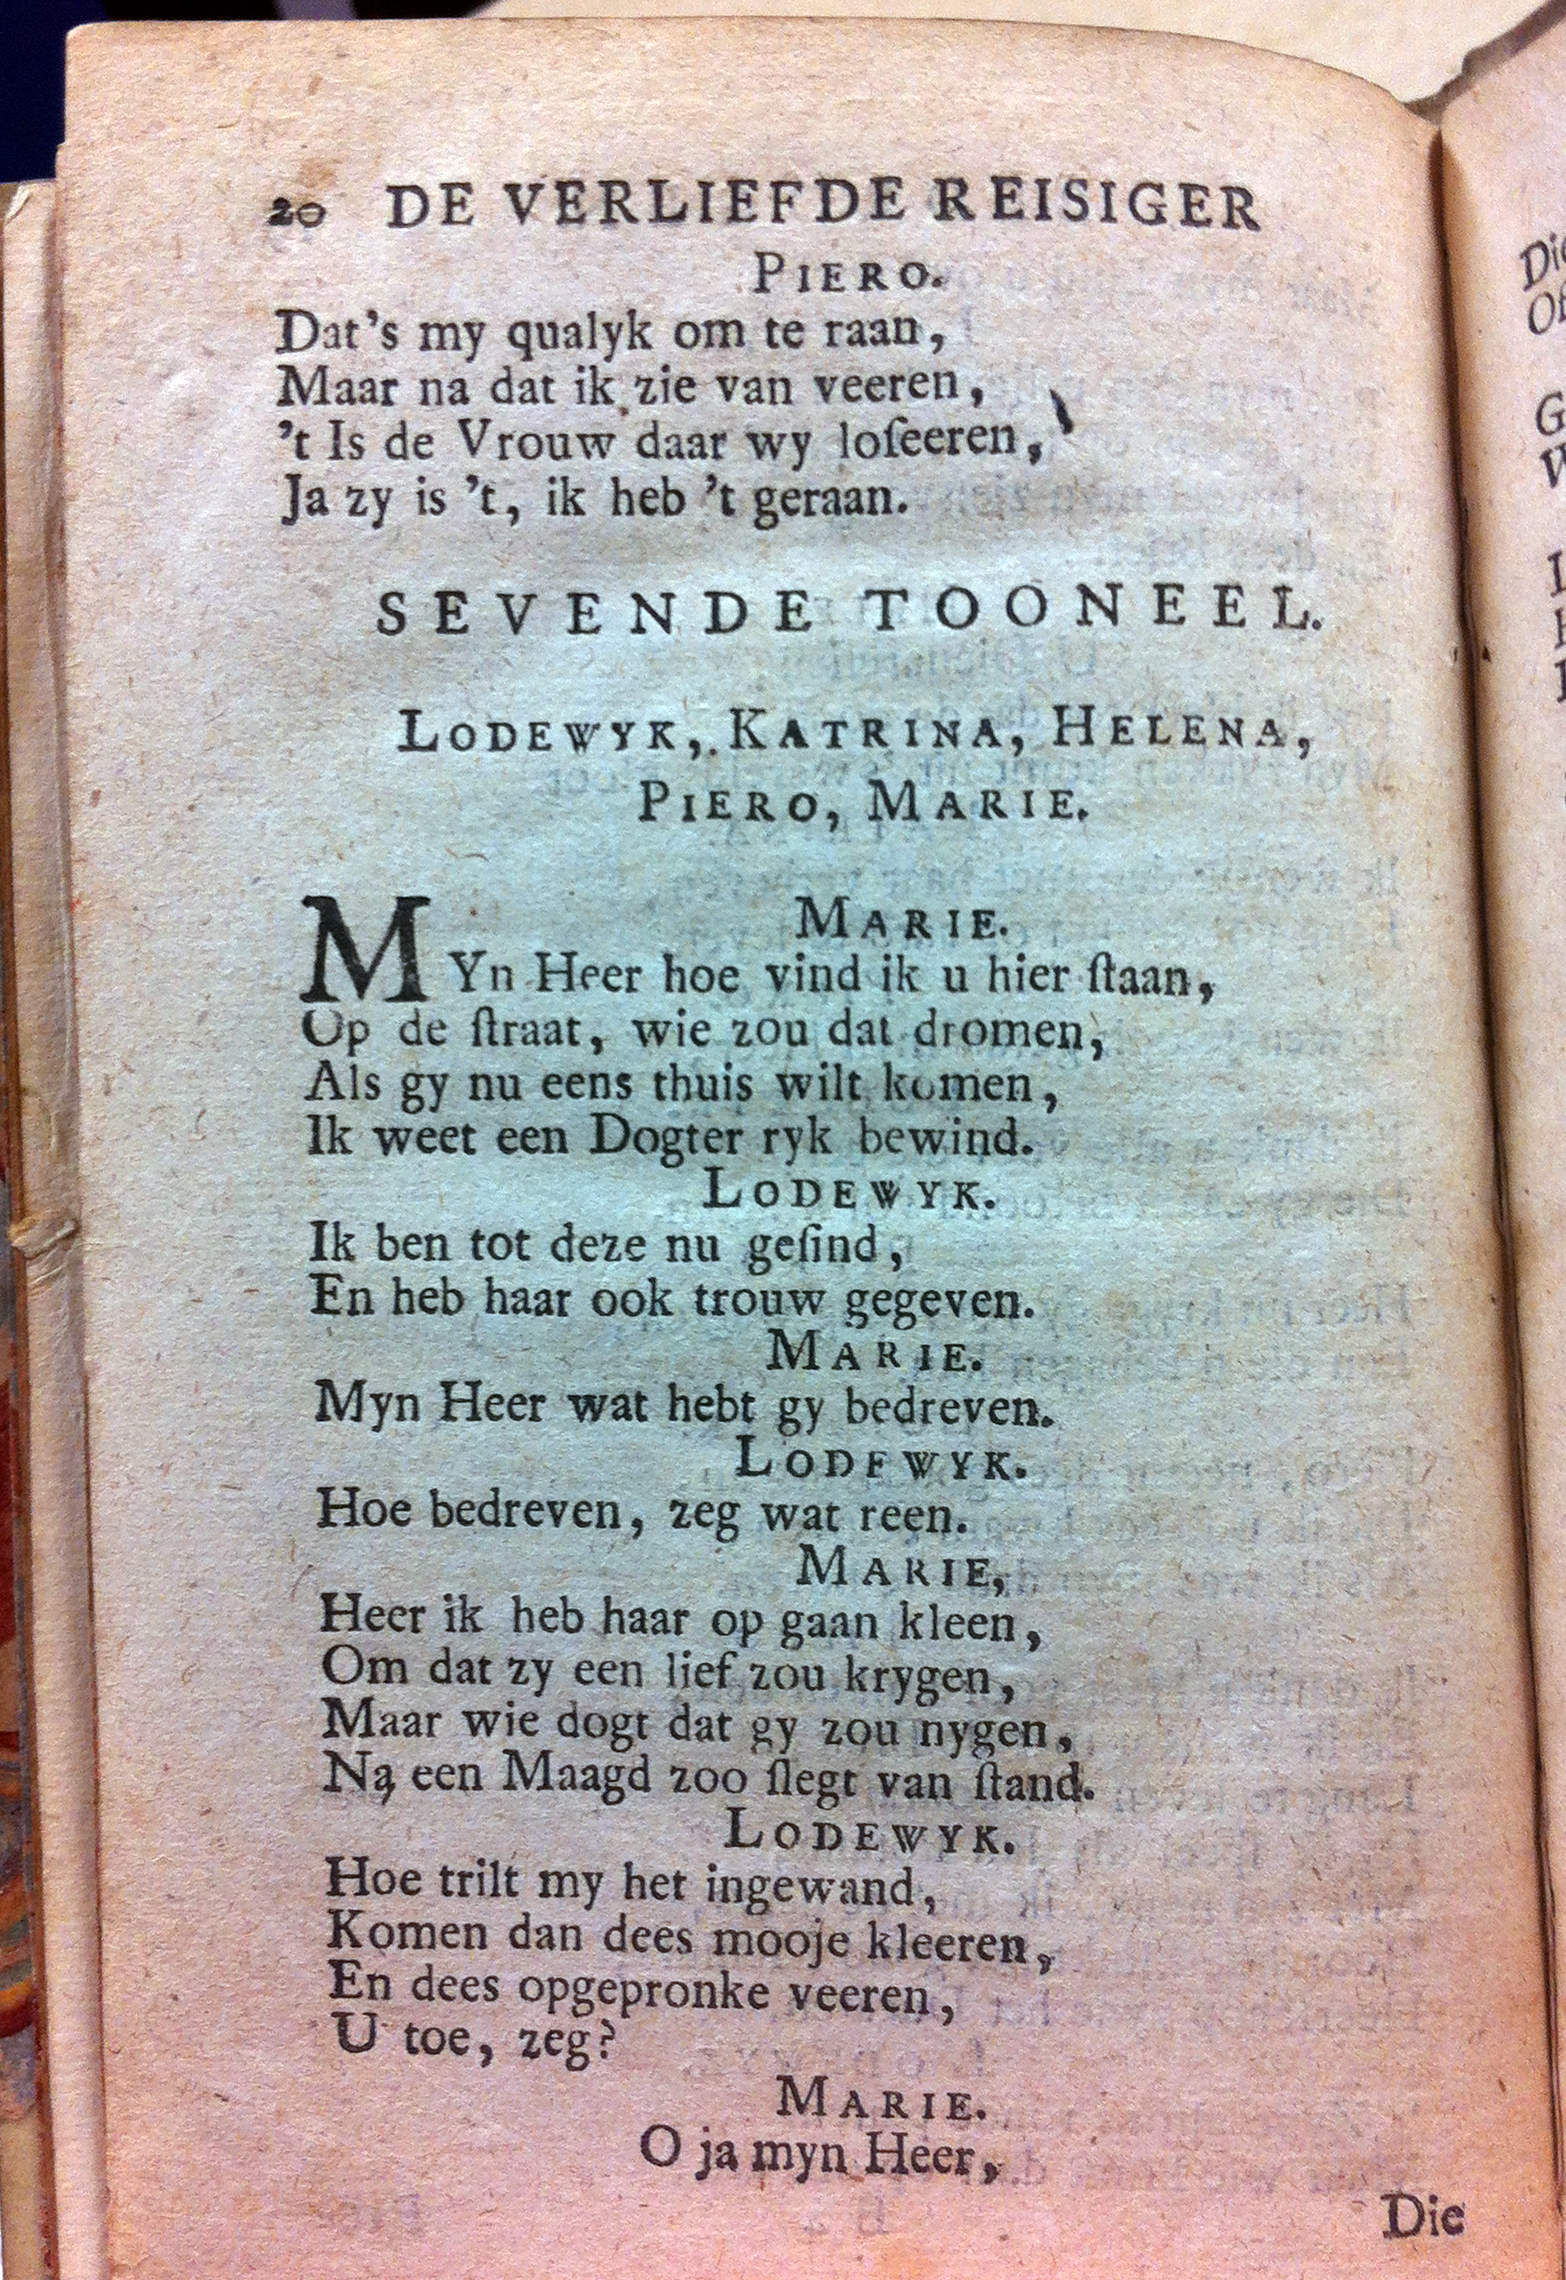 20 DE VERLIEFDE REISIGER
PIERO.
Dat's my qualyk om te raan,
Maar na dat ik zie van veeren,
't Is de Vrouw daar wy loſeeren,
Ja zy is 't, ik heb 't geraan.
SEVENDE TOONEEL.
LODEWYK, KATRINA, HELENA,
PIERO, MARIE.
MARIE.
MYn Heer hoe vind ik u hier ſtaan,
Op de ſtraat, wie zou dat dromen,
Als gy nu eens thuis wilt komen,
Ik weet een Dogter ryk bewind.
LODEWYK.
Ik ben tot deze nu geſind,
En heb haar ook trouw gegeven.
MARIE.
Myn Heer wat hebt gy bedreven.
LODEWYK.
Hoe bedreven, zeg wat reen.
MARIE,
Heer ik heb haar op gaan kleen,
Om dat zy een lief zou krygen,
Maar wie dogt dat gy zou nygen,
Na een Maagd zoo ſlegt van ſtand.
LODEWYK.
Hoe trilt my het ingewand,
Komen dan dees mooje kleeren,
En dees opgepronke veeren,
U toe, zeg?
MARIE.
O ja myn Heer,
Die